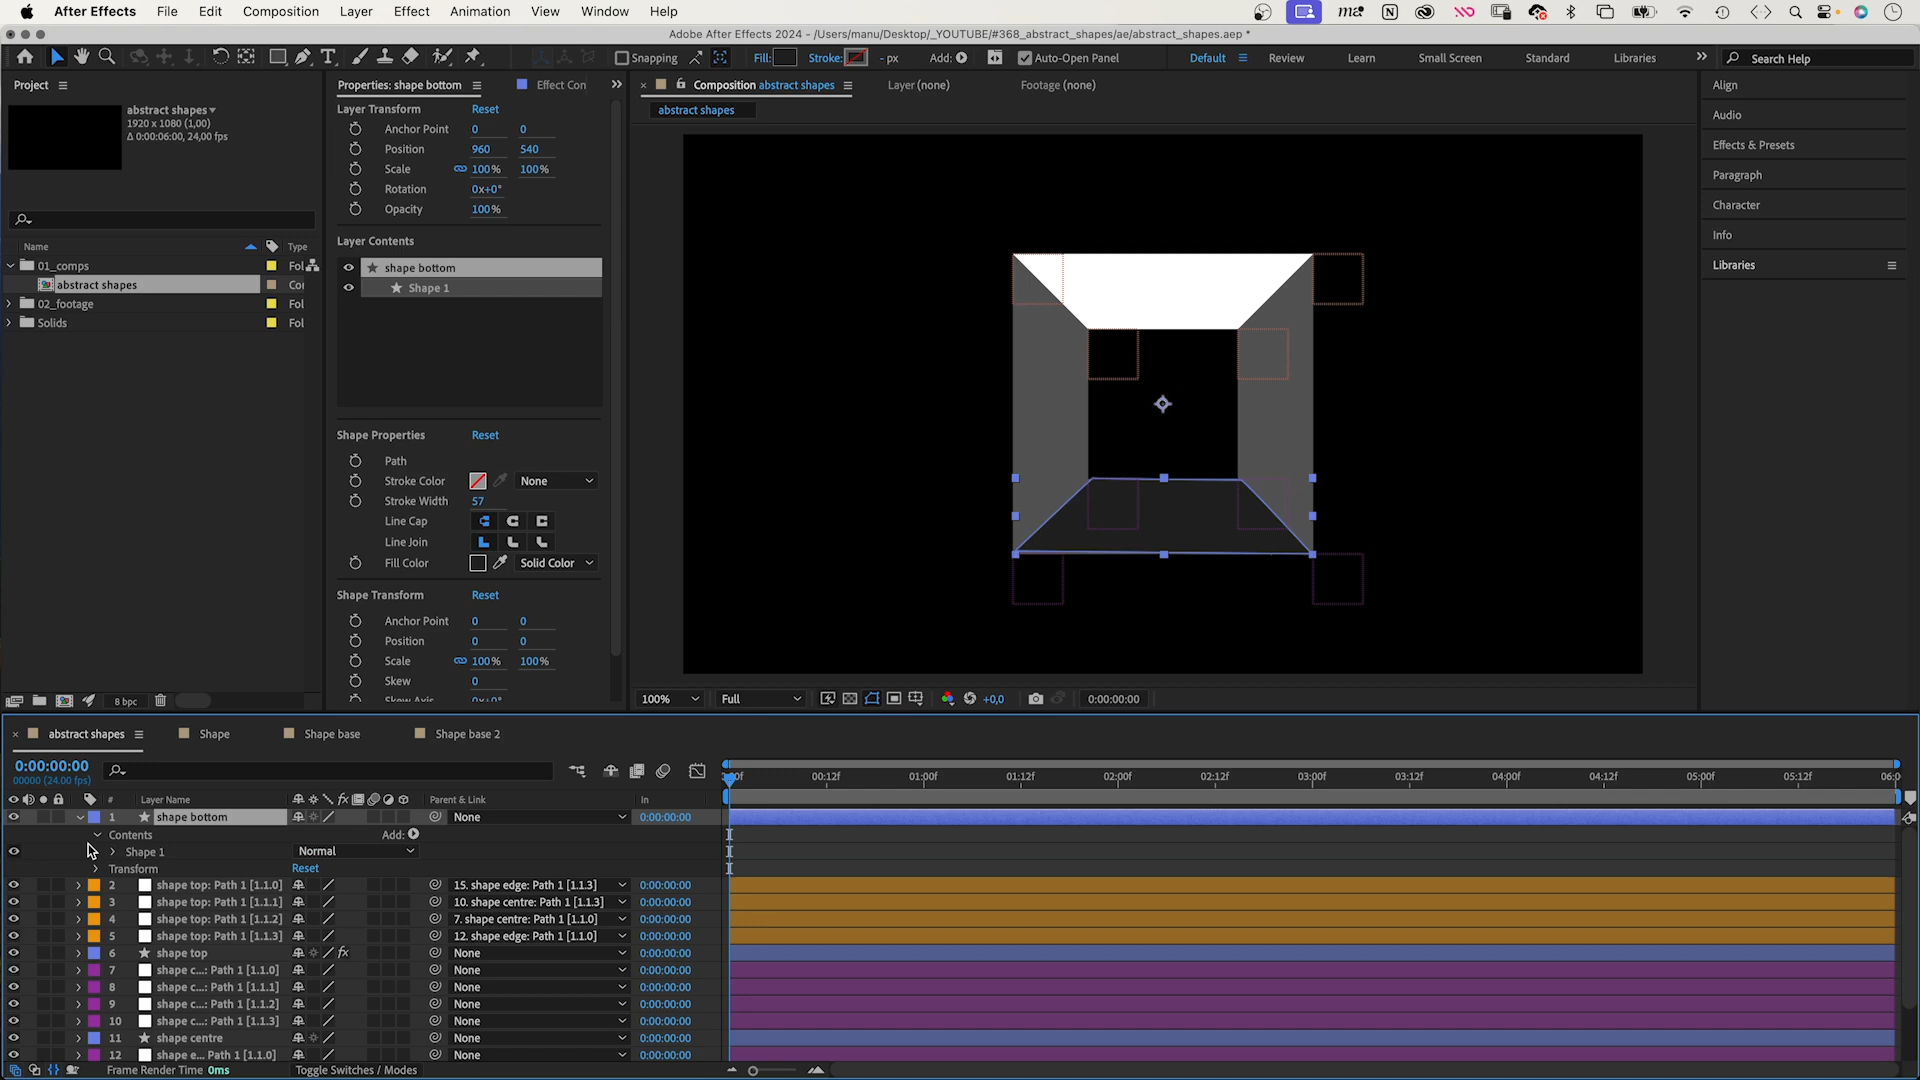 After Effects File Edit Composition Layer Effect Animation View Window Help
Adobe After Effects 2024 - /Users/manu/Desktop/_YOUTUBE/#368_abstract_shapes/ae/abstract_shapes.aep *
Snapping Fill: Stroke: - px Add: Auto-Open Panel Default Review Learn Small Screen Standard Libraries Search Help
Project
abstract shapes
1920 x 1080 (1,00)
Δ 0:00:06:00, 24,00 fps
Name Type
01_comps Fol
abstract shapes Co
02_footage Fol
Solids Fol
8 bpc
Properties: shape bottom Effect Con
Layer Transform Reset
Anchor Point 0 0
Position 960 540
Scale 100% 100%
Rotation 0x+0°
Opacity 100%
Layer Contents
shape bottom
Shape 1
Shape Properties Reset
Path
Stroke Color None
Stroke Width 57
Line Cap
Line Join
Fill Color Solid Color
Shape Transform Reset
Anchor Point 0 0
Position 0 0
Scale 100% 100%
Skew 0
Skew Axis 0x+0°
Composition abstract shapes Layer (none) Footage (none)
abstract shapes
100% Full +0,0 0:00:00:00
Align
Audio
Effects & Presets
Paragraph
Character
Info
Libraries
abstract shapes Shape Shape base Shape base 2
0:00:00:00
00000 (24.00 fps)
00:12f 01:00f 01:12f 02:00f 02:12f 03:00f 03:12f 04:00f 04:12f 05:00f 05:12f 06:0
# Layer Name Parent & Link In
1 shape bottom None 0:00:00:00
Contents Add:
Shape 1 Normal
Transform Reset
2 shape top: Path 1 [1.1.0] 15. shape edge: Path 1 [1.1.3] 0:00:00:00
3 shape top: Path 1 [1.1.1] 10. shape centre: Path 1 [1.1.3] 0:00:00:00
4 shape top: Path 1 [1.1.2] 7. shape centre: Path 1 [1.1.0] 0:00:00:00
5 shape top: Path 1 [1.1.3] 12. shape edge: Path 1 [1.1.0] 0:00:00:00
6 shape top fx None 0:00:00:00
7 shape c...: Path 1 [1.1.0] None 0:00:00:00
8 shape c...: Path 1 [1.1.1] None 0:00:00:00
9 shape c...: Path 1 [1.1.2] None 0:00:00:00
10 shape c...: Path 1 [1.1.3] None 0:00:00:00
11 shape centre None 0:00:00:00
12 shape e... Path 1 [1.1.0] None 0:00:00:00
Frame Render Time 0ms Toggle Switches / Modes